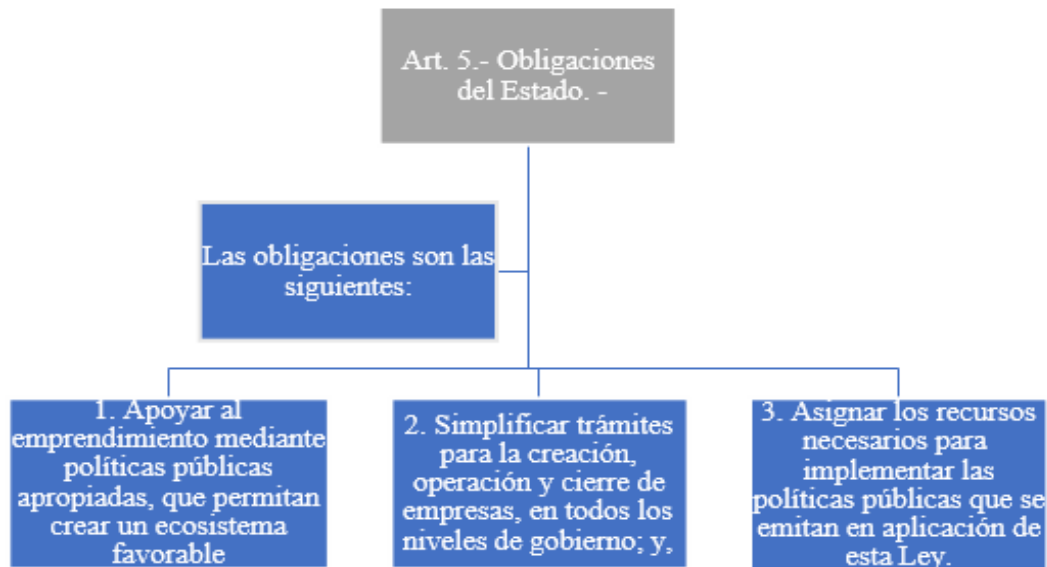 Art. 5.- Obligaciones
del Estado. -
Las obligaciones son las
siguientes:
1. Apoyar al
emprendimiento mediante
políticas públicas
apropiadas, que permitan
crear un ecosistema
favorable
2. Simplificar trámites
para la creación,
operación y cierre de
empresas, en todos los
niveles de gobierno; y,
3. Asignar los recursos
necesarios para
implementar las
políticas públicas que se
emitan en aplicación de
esta Ley.